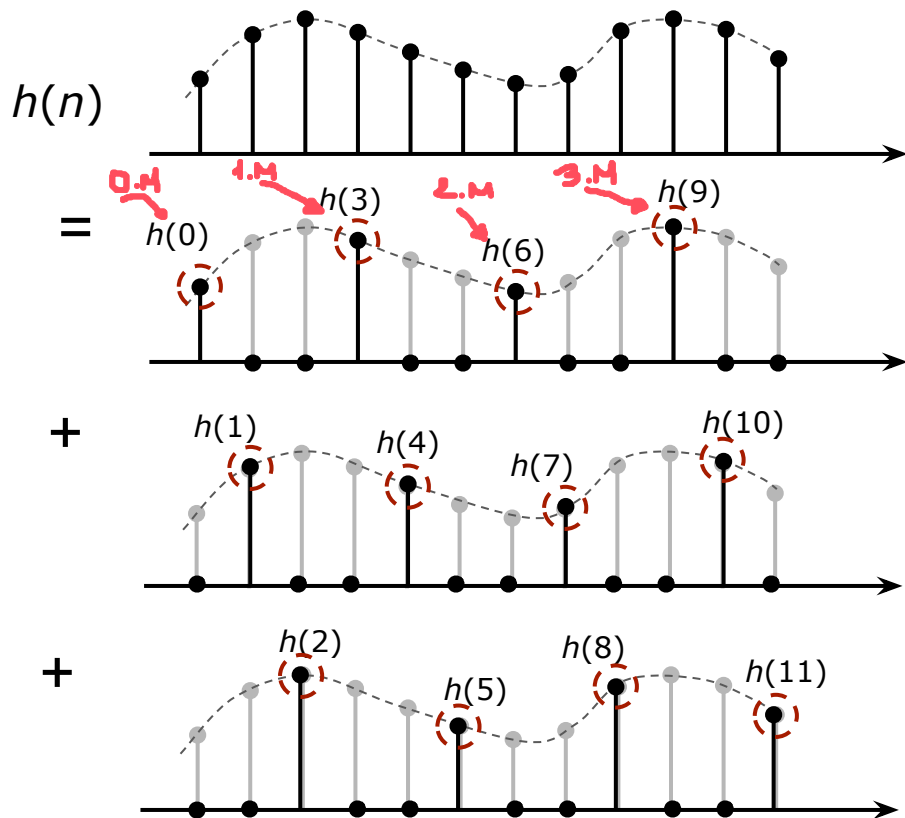 h(n)
0.M
1.M
2.M
3.M
=
h(0)
h(3)
h(6)
h(9)
+
h(1)
h(4)
h(7)
h(10)
+
h(2)
h(5)
h(8)
h(11)